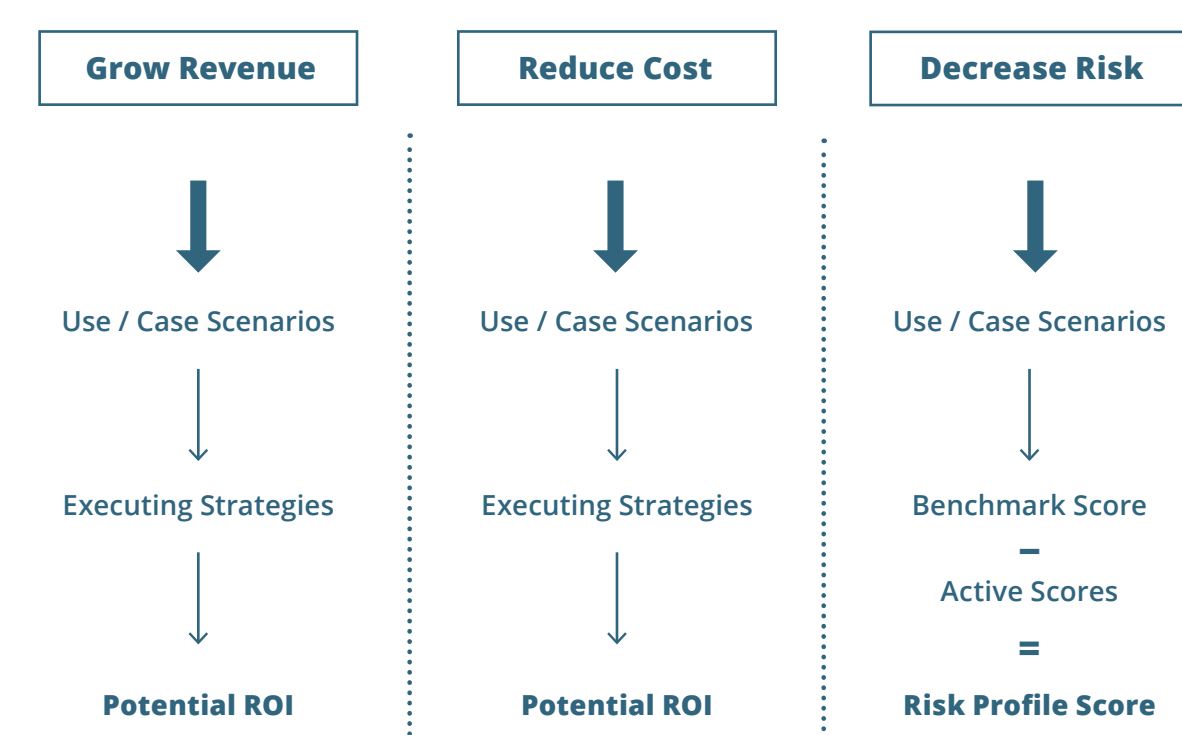 Grow Revenue
Use / Case Scenarios
Executing Strategies
Potential ROI
Reduce Cost
Use / Case Scenarios
Executing Strategies
Potential ROI
Decrease Risk
Use / Case Scenarios
Benchmark Score
–
Active Scores
=
Risk Profile Score